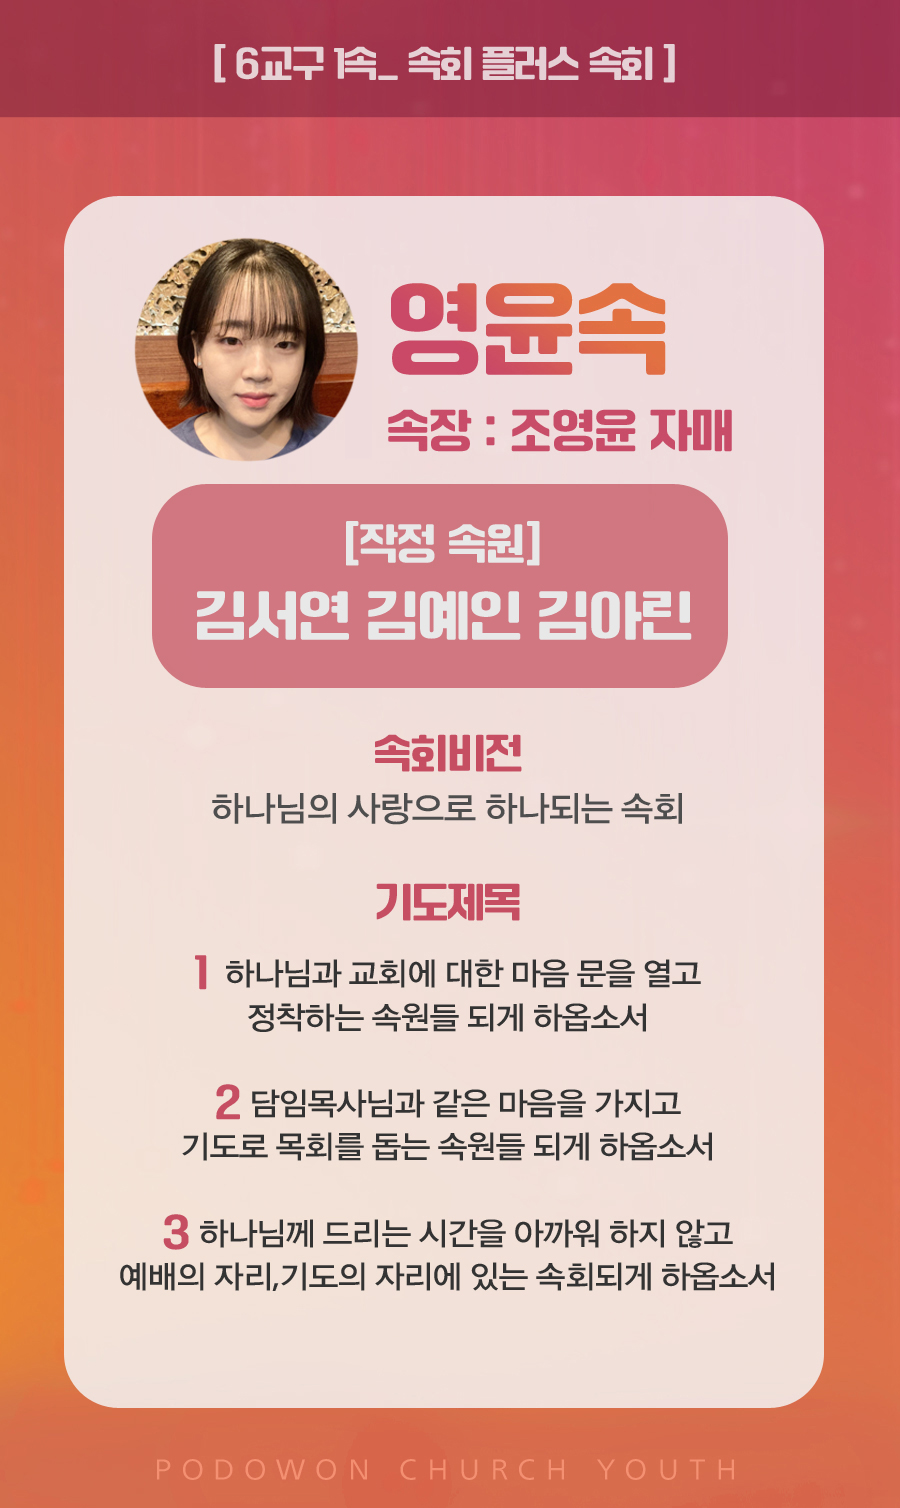 [ 6교구 1속_ 속회 플러스 속회 ]
영윤속
속장 : 조영윤 자매
[작정 속원]
김서연 김예인 김아린
속회비전
하나님의 사랑으로 하나되는 속회
기도제목
1 하나님과 교회에 대한 마음 문을 열고
정착하는 속원들 되게 하옵소서
2 담임목사님과 같은 마음을 가지고
기도로 목회를 돕는 속원들 되게 하옵소서
3 하나님께 드리는 시간을 아까워 하지 않고
예배의 자리,기도의 자리에 있는 속회되게 하옵소서
PODOWON CHURCH YOUTH